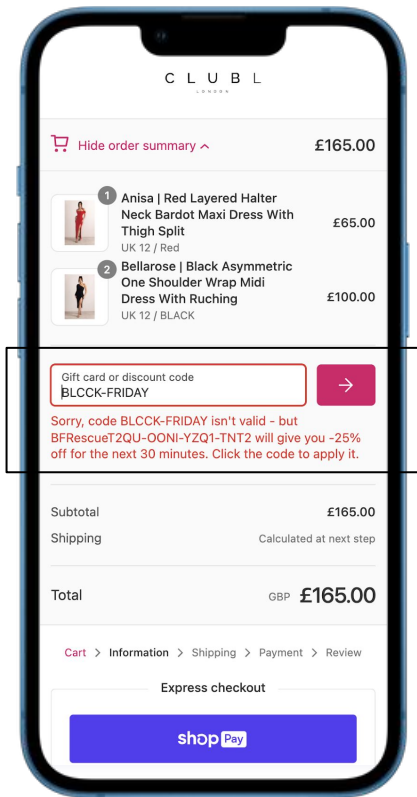 CLUBL
LONDON
Hide order summary
£165.00
1
Anisa | Red Layered Halter
Neck Bardot Maxi Dress With
Thigh Split
UK 12 / Red
£65.00
2
Bellarose | Black Asymmetric
One Shoulder Wrap Midi
Dress With Ruching
UK 12 / BLACK
£100.00
Gift card or discount code
BLCCK-FRIDAY
Sorry, code BLCCK-FRIDAY isn't valid - but
BFRescueT2QU-OONI-YZQ1-TNT2 will give you -25%
off for the next 30 minutes. Click the code to apply it.
Subtotal £165.00
Shipping Calculated at next step
Total GBP £165.00
Cart > Information > Shipping > Payment > Review
Express checkout
shop Pay